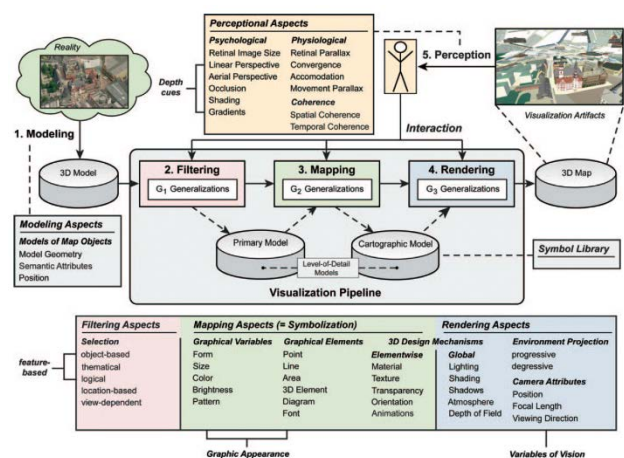 Reality
Perceptional Aspects
Psychological
Retinal Image Size
Linear Perspective
Aerial Perspective
Occlusion
Shading
Gradients
Physiological
Retinal Parallax
Convergence
Accomodation
Movement Parallax
Coherence
Spatial Coherence
Temporal Coherence
Depth
cues
5. Perception
Visualization Artifacts
Interaction
1. Modeling
3D Model
2. Filtering
G1 Generalizations
3. Mapping
G2 Generalizations
4. Rendering
G3 Generalizations
3D Map
Primary Model
Cartographic Model
Level-of-Detail
Models
Visualization Pipeline
Symbol Library
Modeling Aspects
Models of Map Objects
Model Geometry
Semantic Attributes
Position
Filtering Aspects
Selection
object-based
thematical
logical
location-based
view-dependent
feature-
based
Mapping Aspects (= Symbolization)
Graphical Variables
Form
Size
Color
Brightness
Pattern
Graphical Elements
Point
Line
Area
3D Element
Diagram
Font
3D Design Mechanisms
Elementwise
Material
Texture
Transparency
Orientation
Animations
Rendering Aspects
Global
Lighting
Shading
Shadows
Atmosphere
Depth of Field
Environment Projection
progressive
degressive
Camera Attributes
Position
Focal Length
Viewing Direction
Graphic Appearance
Variables of Vision